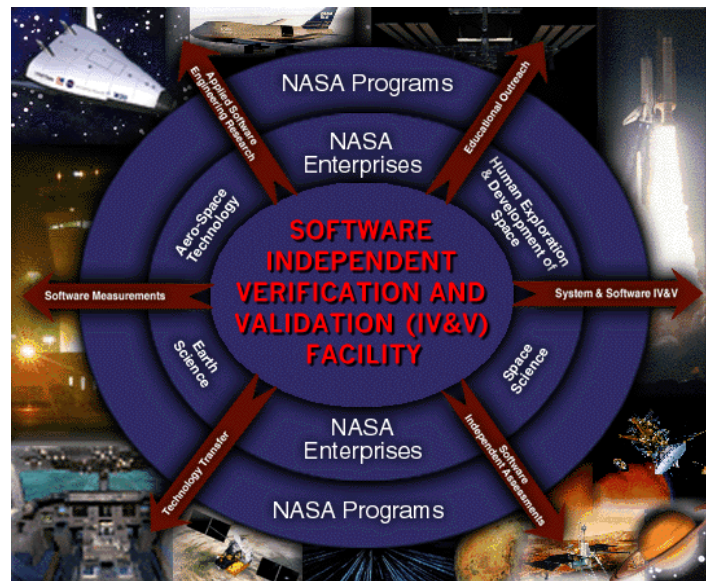 NASA Programs
Applied Software
Engineering Research
Educational Outreach
NASA
Enterprises
Aero-Space
Technology
Human Exploration
& Development of
Space
SOFTWARE
INDEPENDENT
VERIFICATION AND
VALIDATION (IV&V)
FACILITY
Software Measurements
System & Software IV&V
Earth
Science
Space
Science
NASA
Enterprises
Technology Transfer
Software
Independent Assessments
NASA Programs